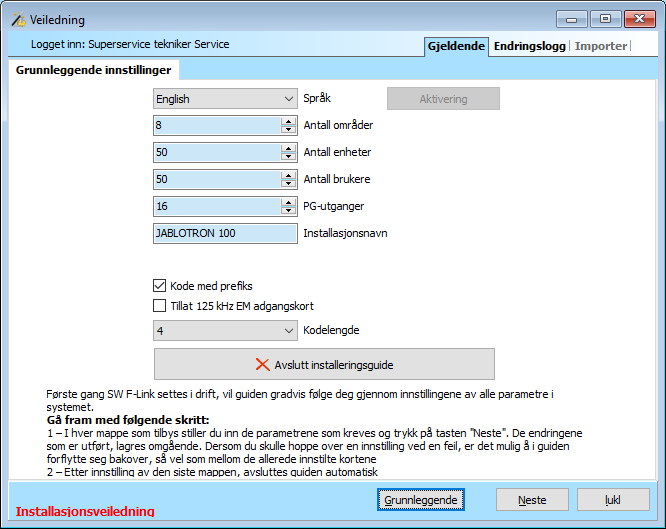 Veiledning
Logget inn: Superservice tekniker Service
Gjeldende Endringslogg Importer
Grunnleggende innstillinger
English Språk Aktivering
8 Antall områder
50 Antall enheter
50 Antall brukere
16 PG-utganger
JABLOTRON 100 Installasjonsnavn
Kode med prefiks
Tillat 125 kHz EM adgangskort
4 Kodelengde
Avslutt installeringsguide
Første gang SW F-Link settes i drift, vil guiden gradvis følge deg gjennom innstillingene av alle parametre i
systemet.
Gå fram med følgende skritt:
1 – I hver mappe som tilbys stiller du inn de parametrene som kreves og trykk på tasten "Neste". De endringene
som er utført, lagres omgående. Dersom du skulle hoppe over en innstilling ved en feil, er det mulig å i guiden
forflytte seg bakover, så vel som mellom de allerede innstilte kortene
2 – Etter innstilling av den siste mappen, avsluttes guiden automatisk
Installasjonsveiledning
Grunnleggende Neste lukl